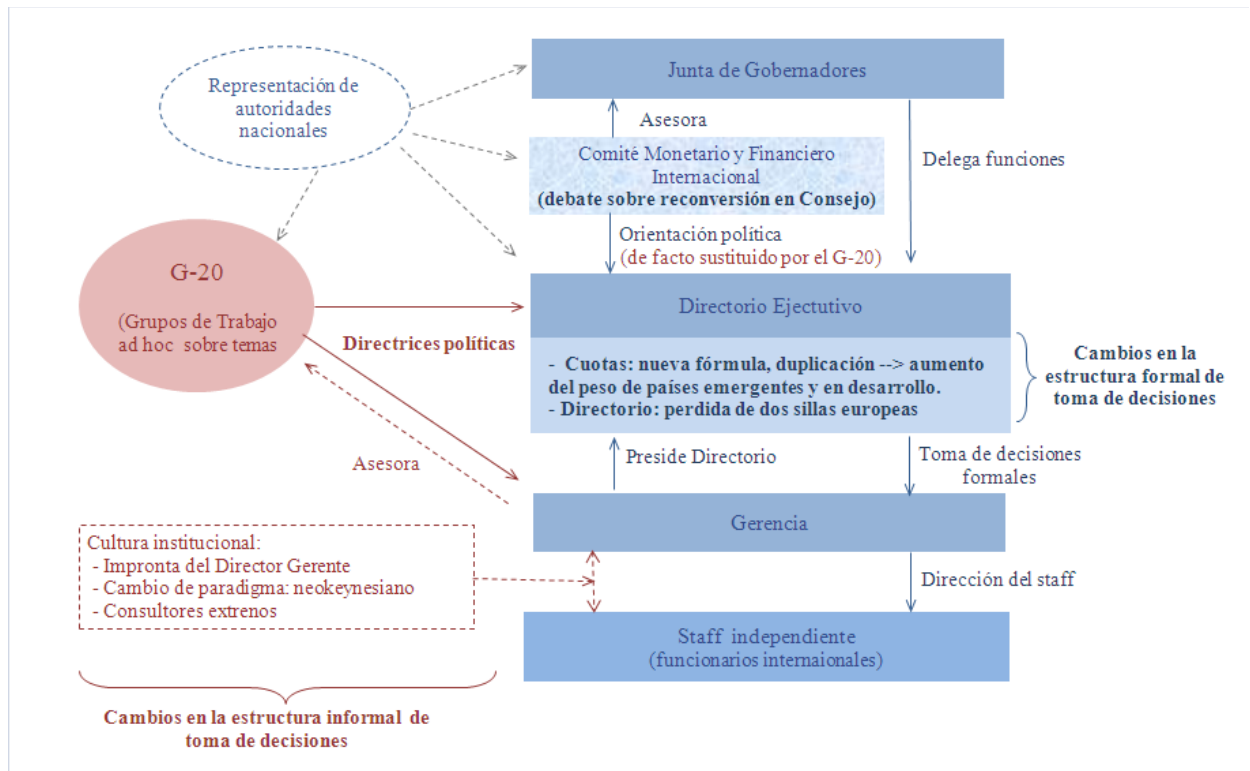 Junta de Gobernadores
Representación de
autoridades
nacionales
Asesora
Comité Monetario y Financiero
Internacional
(debate sobre reconversión en Consejo)
Delega funciones
Orientación política
(de facto sustituido por el G-20)
G-20
(Grupos de Trabajo
ad hoc sobre temas
Directrices políticas
Directorio Ejectutivo
- Cuotas: nueva fórmula, duplicación --> aumento
del peso de países emergentes y en desarrollo.
- Directorio: perdida de dos sillas europeas
Cambios en la
estructura formal de
toma de decisiones
Asesora
Preside Directorio
Toma de decisiones
formales
Gerencia
Cultura institucional:
- Impronta del Director Gerente
- Cambio de paradigma: neokeynesiano
- Consultores extrenos
Dirección del staff
Staff independiente
(funcionarios internaionales)
Cambios en la estructura informal de
toma de decisiones